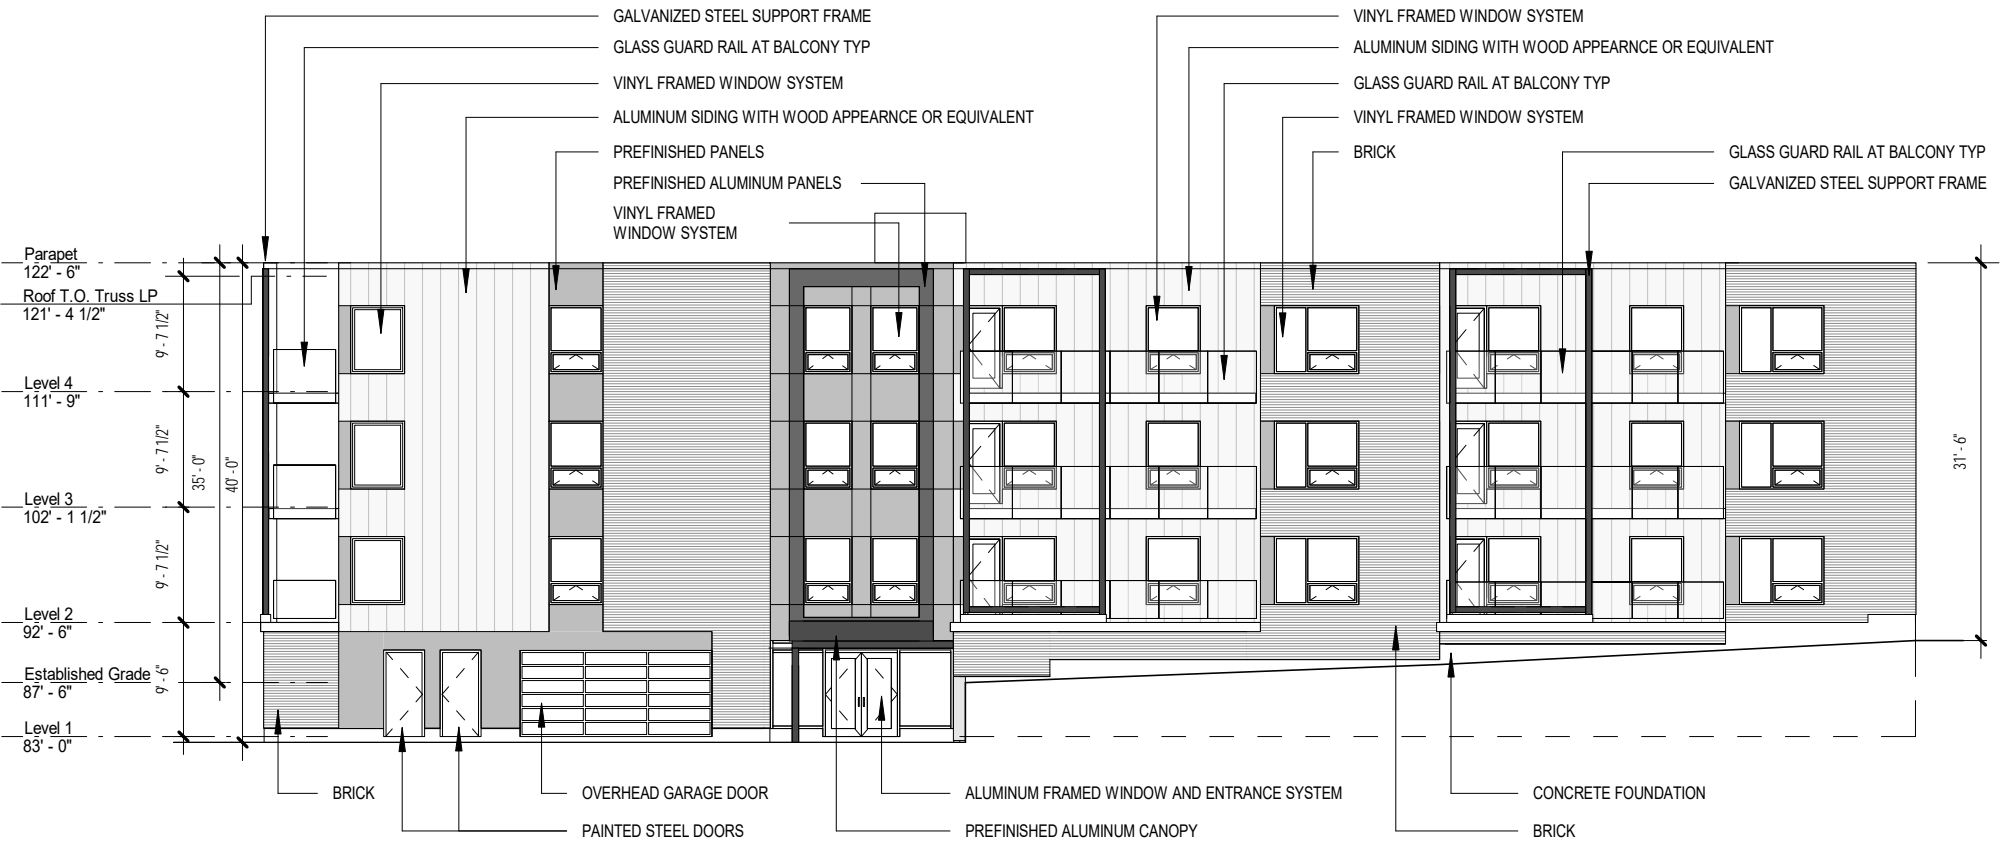 GALVANIZED STEEL SUPPORT FRAME
GLASS GUARD RAIL AT BALCONY TYP
VINYL FRAMED WINDOW SYSTEM
ALUMINUM SIDING WITH WOOD APPEARNCE OR EQUIVALENT
PREFINISHED PANELS
PREFINISHED ALUMINUM PANELS
VINYL FRAMED
WINDOW SYSTEM
VINYL FRAMED WINDOW SYSTEM
ALUMINUM SIDING WITH WOOD APPEARNCE OR EQUIVALENT
GLASS GUARD RAIL AT BALCONY TYP
VINYL FRAMED WINDOW SYSTEM
BRICK
GLASS GUARD RAIL AT BALCONY TYP
GALVANIZED STEEL SUPPORT FRAME
Parapet
122' - 6"
Roof T.O. Truss LP
121' - 4 1/2"
9' - 7 1/2"
Level 4
111' - 9"
9' - 7 1/2"
35' - 0"
40' - 0"
31' - 6"
Level 3
102' - 1 1/2"
9' - 7 1/2"
Level 2
92' - 6"
Established Grade
87' - 6"
9' - 6"
Level 1
83' - 0"
BRICK
OVERHEAD GARAGE DOOR
PAINTED STEEL DOORS
ALUMINUM FRAMED WINDOW AND ENTRANCE SYSTEM
PREFINISHED ALUMINUM CANOPY
CONCRETE FOUNDATION
BRICK